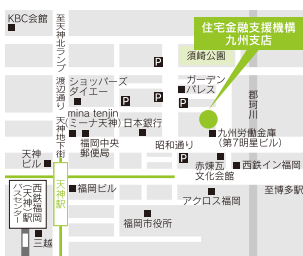 KBC会館
至天神北ランプ
渡辺通り
天神地下街
住宅金融支援機構
九州支店
須崎公園
P
ショッパーズ
ダイエー
ガーデン
パレス
P
P
P
mina tenjin
(ミーナ天神)
日本銀行
那珂川
福岡中央
郵便局
昭和通り
九州労働金庫
(第7明星ビル)
天神
ビル
P
赤煉瓦
文化会館
西鉄イン福岡
天神駅
福岡ビル
至博多駅
西鉄福岡
(天神)駅
バスセンター
アクロス福岡
福岡市役所
三越